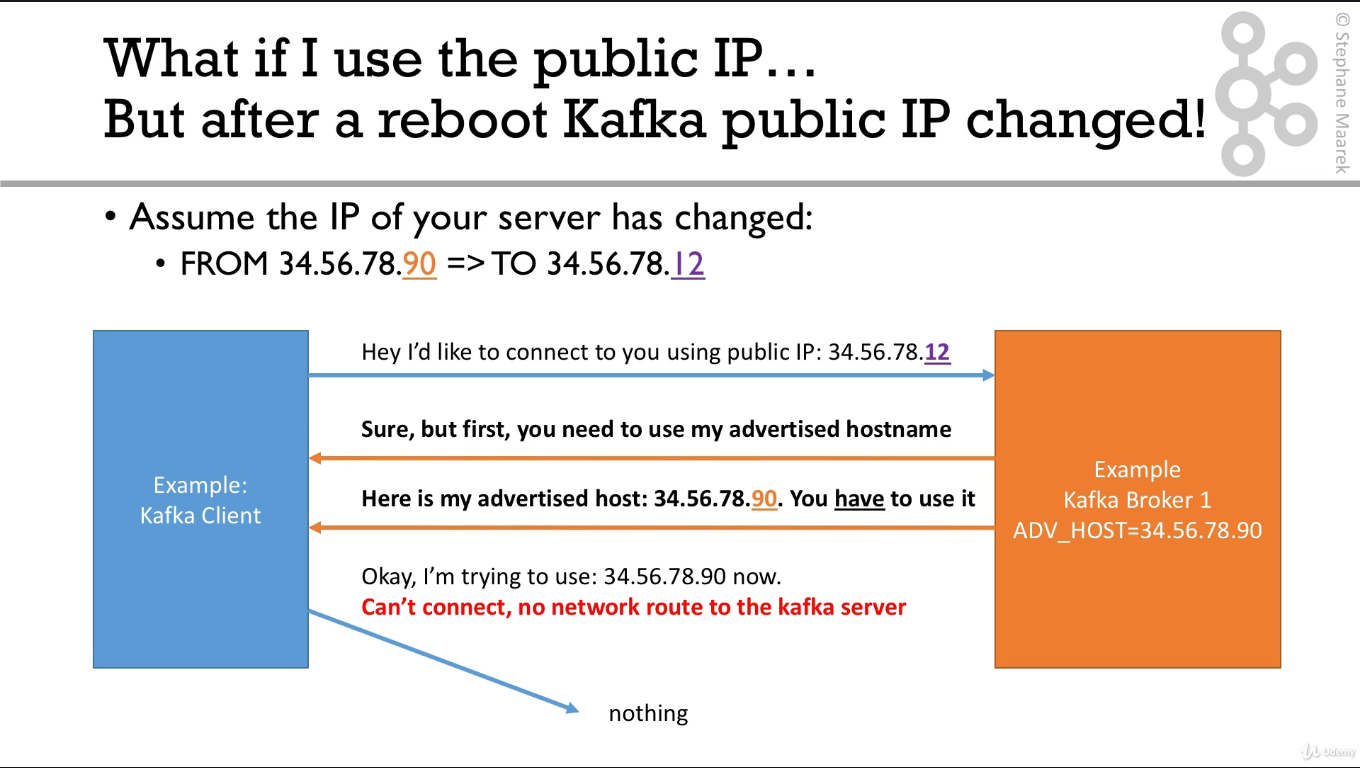 What if I use the public IP…
But after a reboot Kafka public IP changed!
© Stephane Maarek
• Assume the IP of your server has changed:
• FROM 34.56.78.90 => TO 34.56.78.12
Hey I’d like to connect to you using public IP: 34.56.78.12
Sure, but first, you need to use my advertised hostname
Here is my advertised host: 34.56.78.90. You have to use it
Okay, I’m trying to use: 34.56.78.90 now.
Can’t connect, no network route to the kafka server
nothing
Example:
Kafka Client
Example
Kafka Broker 1
ADV_HOST=34.56.78.90
Udemy